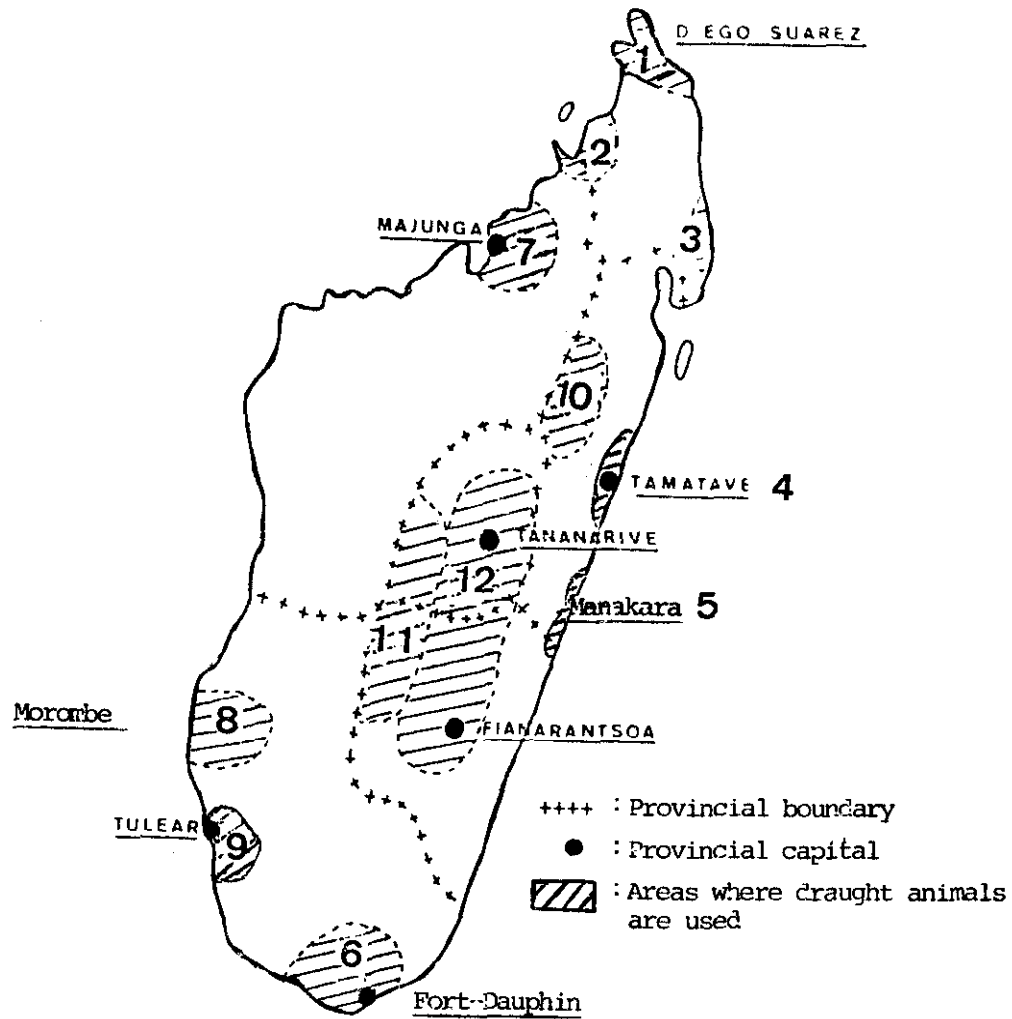 D EGO SUAREZ
1
2
MAJUNGA
7
3
10
TAMATAVE 4
TANANARIVE
12
Manakara 5
11
Morombe
8
FIANARANTSOA
++++ : Provincial boundary
TULEAR
● : Provincial capital
9
: Areas where draught animals
are used
6
Fort-Dauphin